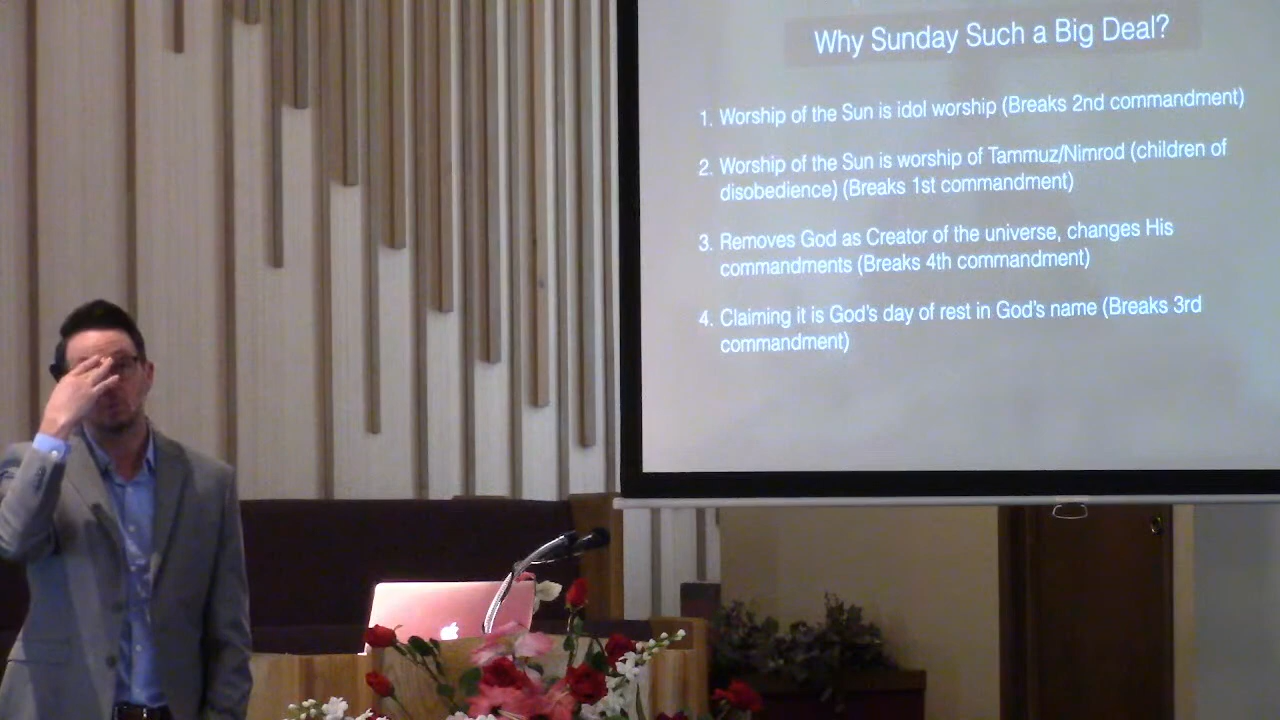 Why Sunday Such a Big Deal?
1. Worship of the Sun is idol worship (Breaks 2nd commandment)
2. Worship of the Sun is worship of Tammuz/Nimrod (children of
disobedience) (Breaks 1st commandment)
3. Removes God as Creator of the universe, changes His
commandments (Breaks 4th commandment)
4. Claiming it is God's day of rest in God's name (Breaks 3rd
commandment)